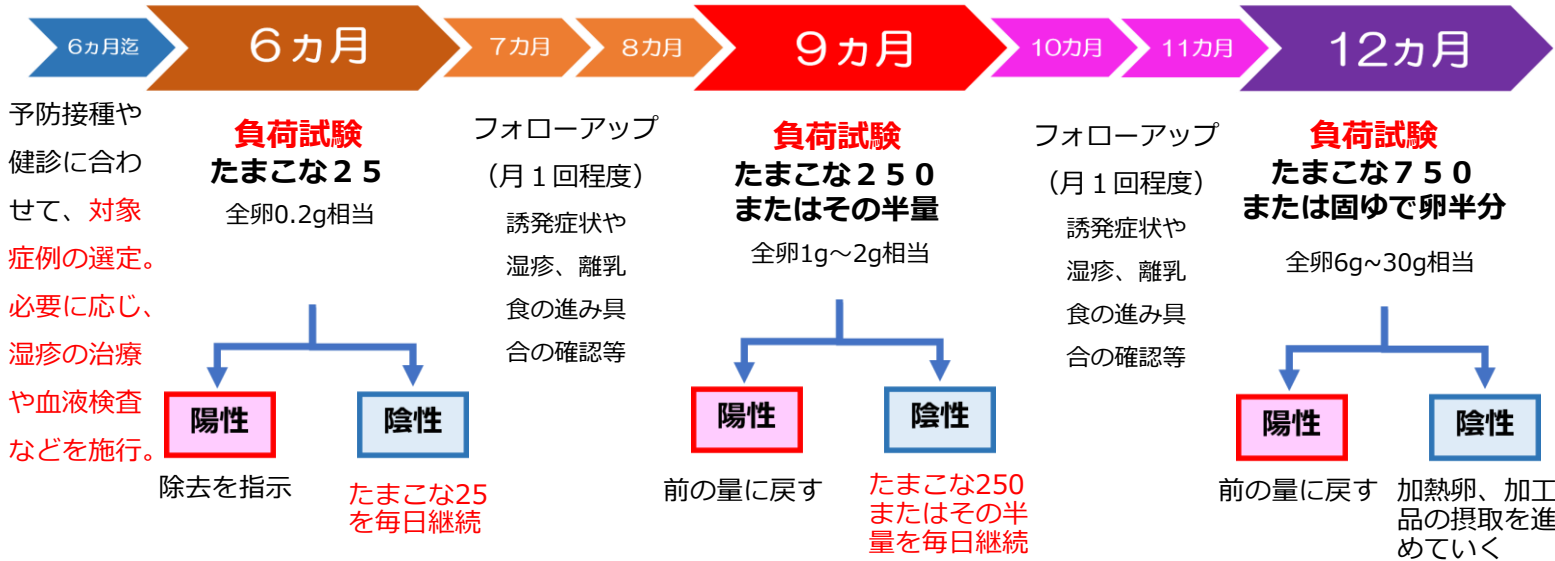 6ヵ月迄
6ヵ月
7カ月
8カ月
9ヵ月
10カ月
11カ月
12ヵ月
予防接種や
健診に合わ
せて、対象
症例の選定。
必要に応じ、
湿疹の治療
や血液検査
などを施行。
負荷試験
たまこな２５
全卵0.2g相当
陽性
陰性
除去を指示
たまこな25
を毎日継続
フォローアップ
（月１回程度）
誘発症状や
湿疹、離乳
食の進み具
合の確認等
負荷試験
たまこな２５０
またはその半量
全卵1g～2g相当
陽性
陰性
前の量に戻す
たまこな250
またはその半
量を毎日継続
フォローアップ
（月１回程度）
誘発症状や
湿疹、離乳
食の進み具
合の確認等
負荷試験
たまこな７５０
または固ゆで卵半分
全卵6g~30g相当
陽性
陰性
前の量に戻す
加熱卵、加工
品の摂取を進
めていく